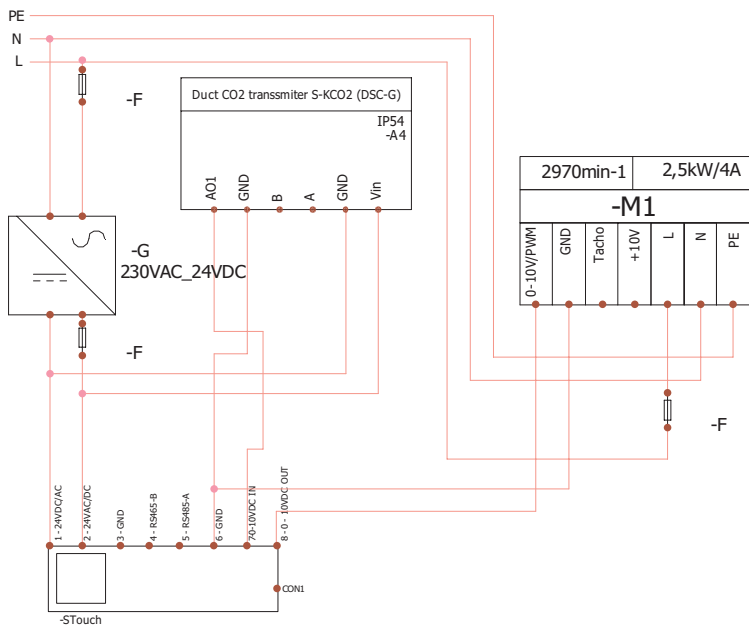 PE
N
L
-F
Duct CO2 transsmiter S-KCO2 (DSC-G)
IP54
-A4
AO1
GND
B
A
GND
Vin
2970min-1
2,5kW/4A
-M1
0-10V/PWM
GND
Tacho
+10V
L
N
PE
-G
230VAC_24VDC
-F
-F
1 - 24VDC/AC
2 - 24VAC/DC
3 - GND
4 - RS465-B
5 - RS485-A
6 - GND
7-0-10VDC IN
8 - 0 - 10VDC OUT
CON1
-STouch